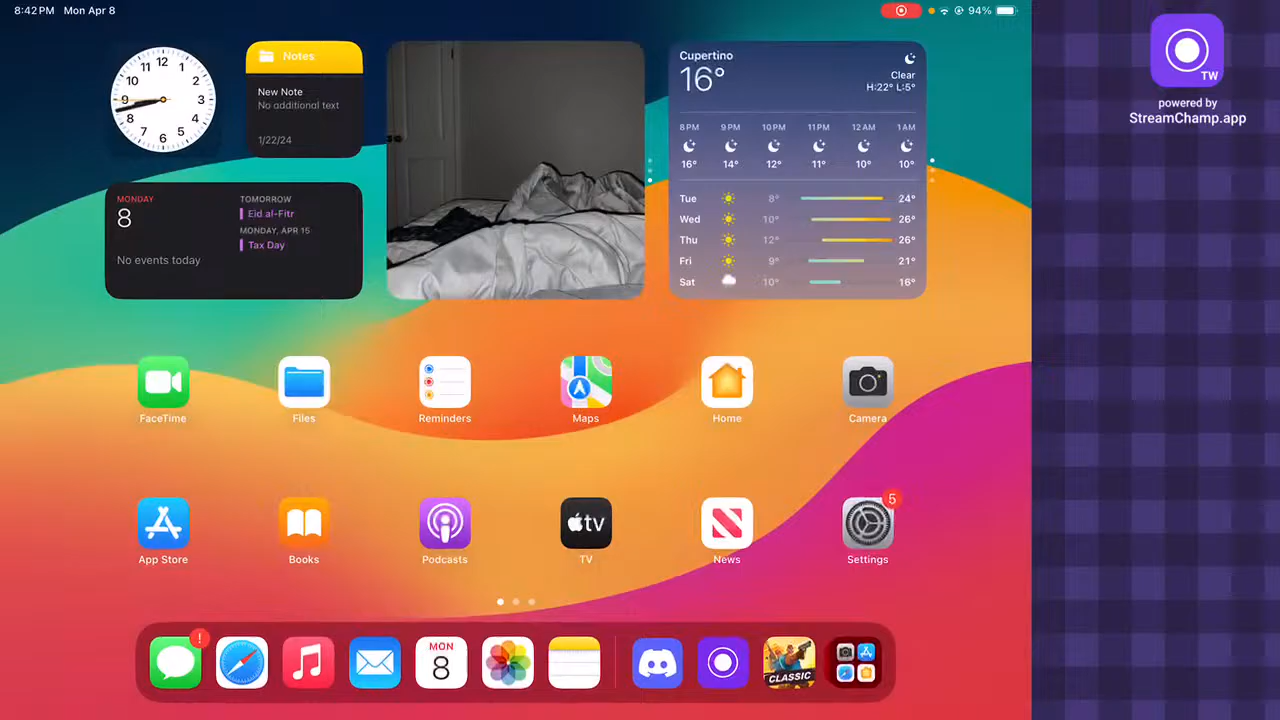 8:42 PM Mon Apr 8
94%
12
1
2
3
4
5
6
7
8
9
10
11
Notes
New Note
No additional text
1/22/24
MONDAY
8
No events today
TOMORROW
Eid al-Fitr
MONDAY, APR 15
Tax Day
Cupertino
16°
Clear
H:22° L:5°
8 PM 9 PM 10 PM 11 PM 12 AM 1 AM
16° 14° 12° 11° 10° 10°
Tue 8° 24°
Wed 10° 26°
Thu 12° 26°
Fri 9° 21°
Sat 10° 16°
FaceTime Files Reminders Maps Home Camera
tv
5
App Store Books Podcasts TV News Settings
!
MON
8
CLASSIC
TW
powered by
StreamChamp.app